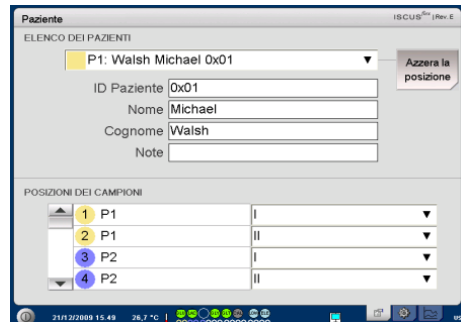 Paziente
ISCUS Flex | Rev. E
ELENCO DEI PAZIENTI
P1: Walsh Michael 0x01
Azzera la
posizione
ID Paziente 0x01
Nome Michael
Cognome Walsh
Note
POSIZIONI DEI CAMPIONI
1 P1 I
2 P1 II
3 P2 I
4 P2 II
21/12/2009 15.49 26,7 °C